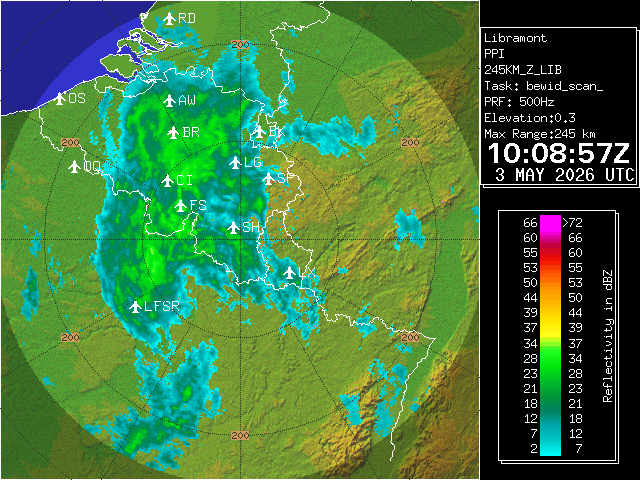 RD
200
OS
AW
BR
BK
200
200
OQ
LG
CI
S
FS
SH
LFSR
200
200
200
Libramont
PPI
245KM_Z_LIB
Task: bewid_scan_
PRF: 500Hz
Elevation:0.3
Max Range:245 km
10:08:57Z
3 MAY 2026 UTC
66 >72
60 66
55 60
53 55
50 53
44 50
39 44
37 39
34 37
28 34
23 28
21 23
18 21
12 18
7 12
2 7
Reflectivity in dBZ